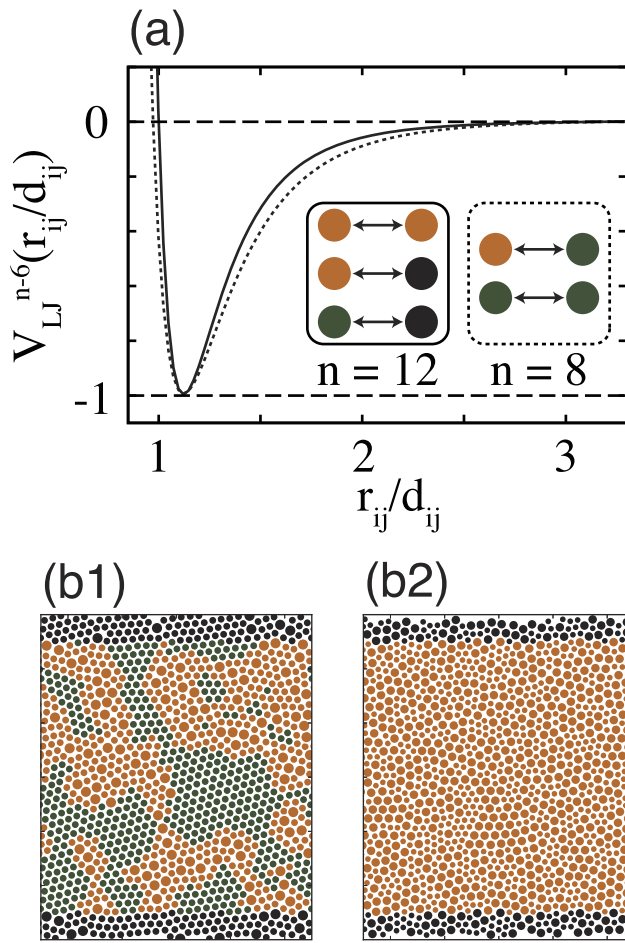 (a)
V_LJ^n-6(r_ij/d_ij)
0
-1
n = 12
n = 8
1
2
3
r_ij/d_ij
(b1)
(b2)